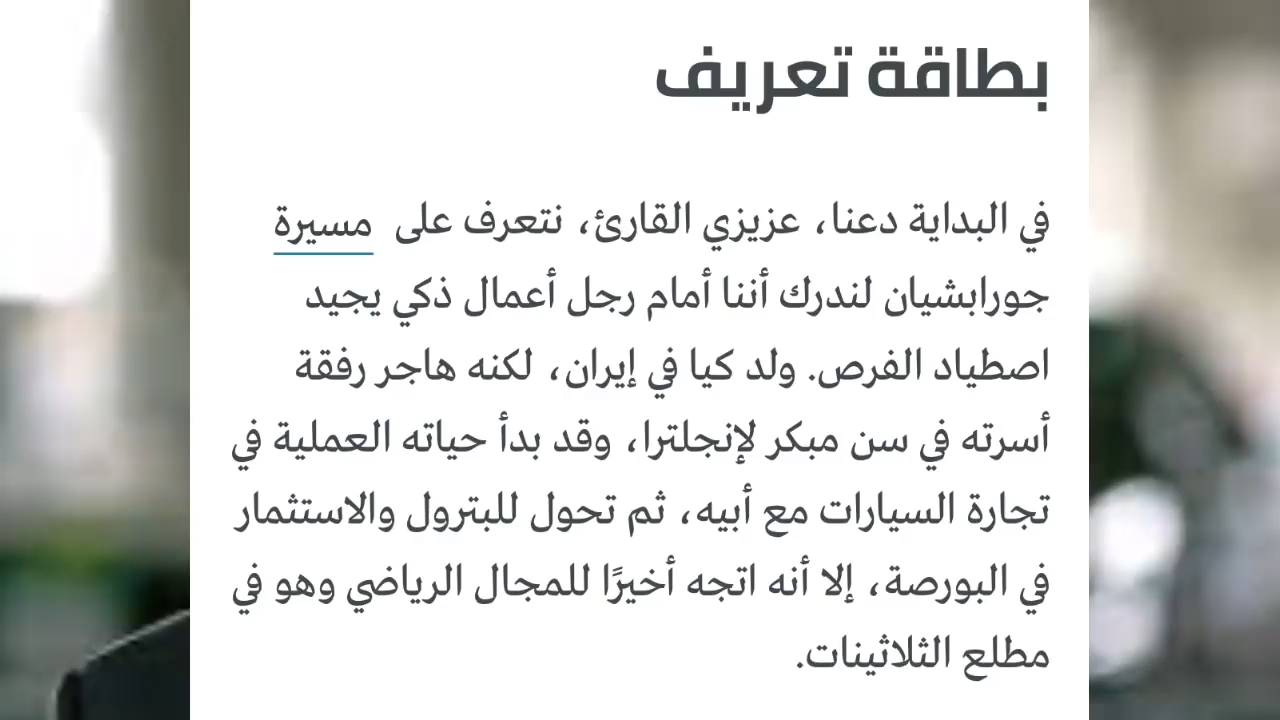 بطاقة تعريف
في البداية دعنا، عزيزي القارئ، نتعرف على مسيرة
جورابشيان لندرك أننا أمام رجل أعمال ذكي يجيد
اصطياد الفرص. ولد كيا في إيران، لكنه هاجر رفقة
أسرته في سن مبكر لإنجلترا، وقد بدأ حياته العملية في
تجارة السيارات مع أبيه، ثم تحول للبترول والاستثمار
في البورصة، إلا أنه اتجه أخيرًا للمجال الرياضي وهو في
مطلع الثلاثينات.